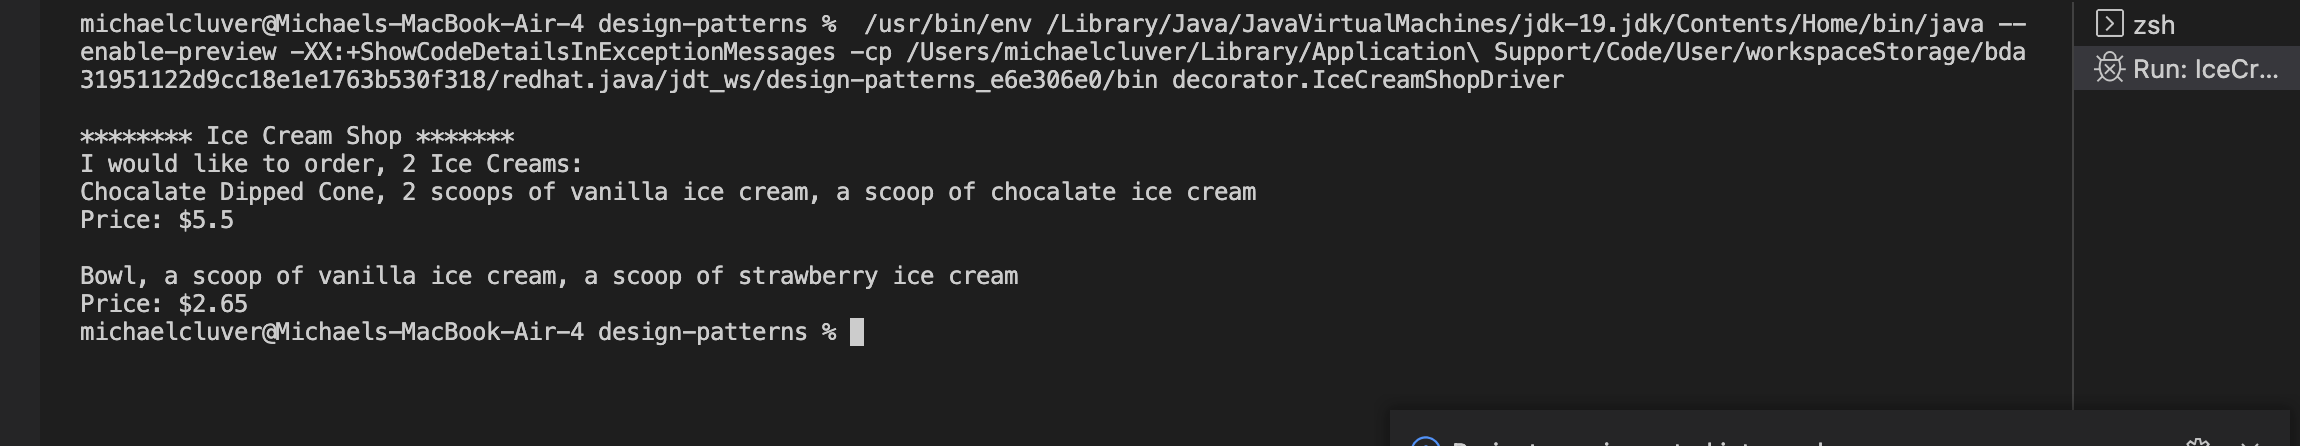 michaelcluver@Michaels-MacBook-Air-4 design-patterns %  /usr/bin/env /Library/Java/JavaVirtualMachines/jdk-19.jdk/Contents/Home/bin/java --
enable-preview -XX:+ShowCodeDetailsInExceptionMessages -cp /Users/michaelcluver/Library/Application\ Support/Code/User/workspaceStorage/bda
31951122d9cc18e1e1763b530f318/redhat.java/jdt_ws/design-patterns_e6e306e0/bin decorator.IceCreamShopDriver
******** Ice Cream Shop *******
I would like to order, 2 Ice Creams:
Chocalate Dipped Cone, 2 scoops of vanilla ice cream, a scoop of chocalate ice cream
Price: $5.5
Bowl, a scoop of vanilla ice cream, a scoop of strawberry ice cream
Price: $2.65
michaelcluver@Michaels-MacBook-Air-4 design-patterns %
zsh
Run: IceCr...